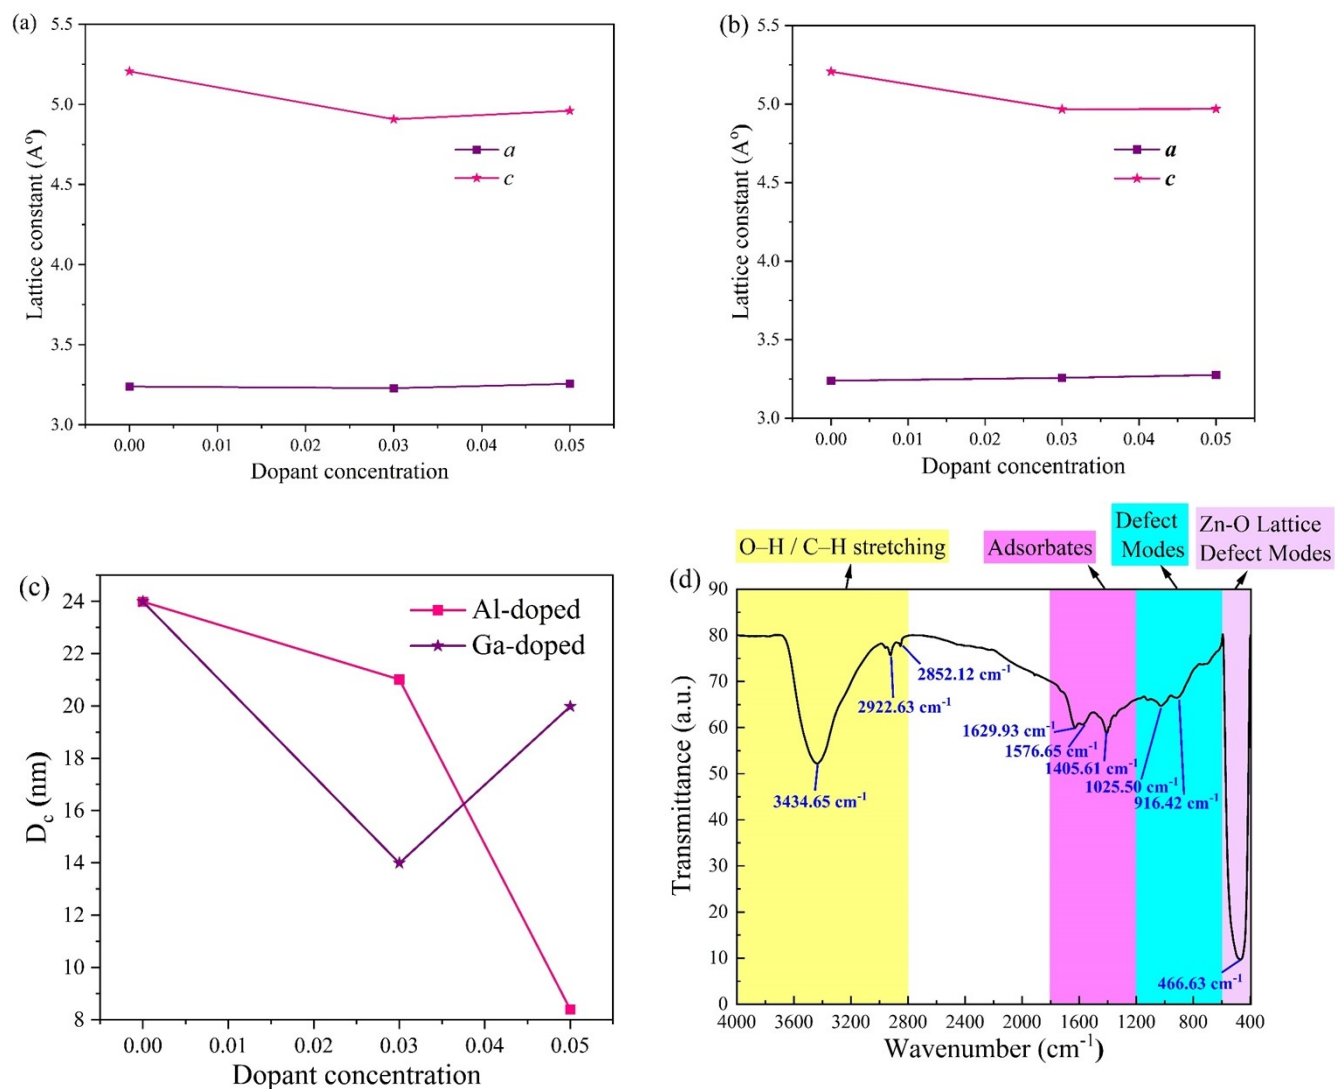 (a)
5.5
5.0
4.5
4.0
3.5
3.0
Lattice constant (Aº)
a
c
0.00 0.01 0.02 0.03 0.04 0.05
Dopant concentration
(b)
5.5
5.0
4.5
4.0
3.5
3.0
Lattice constant (Aº)
a
c
0.00 0.01 0.02 0.03 0.04 0.05
Dopant concentration
(c)
24
22
20
18
16
14
12
10
8
D_c (nm)
Al-doped
Ga-doped
0.00 0.01 0.02 0.03 0.04 0.05
Dopant concentration
O–H / C–H stretching
Adsorbates
Defect
Modes
Zn-O Lattice
Defect Modes
(d)
90
80
70
60
50
40
30
20
10
0
Transmittance (a.u.)
2852.12 cm⁻¹
2922.63 cm⁻¹
1629.93 cm⁻¹
1576.65 cm⁻¹
1405.61 cm⁻¹
1025.50 cm⁻¹
916.42 cm⁻¹
3434.65 cm⁻¹
466.63 cm⁻¹
4000 3600 3200 2800 2400 2000 1600 1200 800 400
Wavenumber (cm⁻¹)